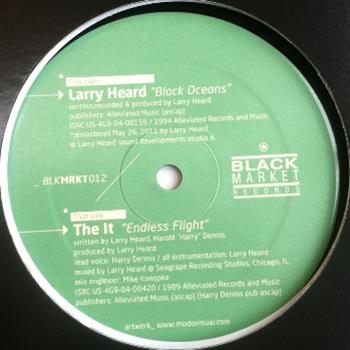 This side
Larry Heard "Black Oceans"
written,recorded & produced by Larry Heard
publishers: Alleviated Music (ascap)
ISRC US-4G9-04-00155 / 1994 Alleviated Records and Music
*remastered May 26, 2011 by Larry Heard
@ Larry Heard sound developments studio A
_BLKMRKT012
BLACK
MARKET
RECORDS
That side
The It "Endless Flight"
written by Larry Heard, Harold "Harry" Dennis
produced by Larry Heard
lead voice: Harry Dennis / all instrumentation: Larry Heard
mixed by Larry Heard @ Seagrape Recording Studios, Chicago, IL
mix engineer: Mike Konopka
ISRC US-4G9-04-00420 / 1989 Alleviated Records and Music
publishers: Alleviated Music (ascap) (Harry Dennis pub ascap)
artwork_ www.modovisual.com